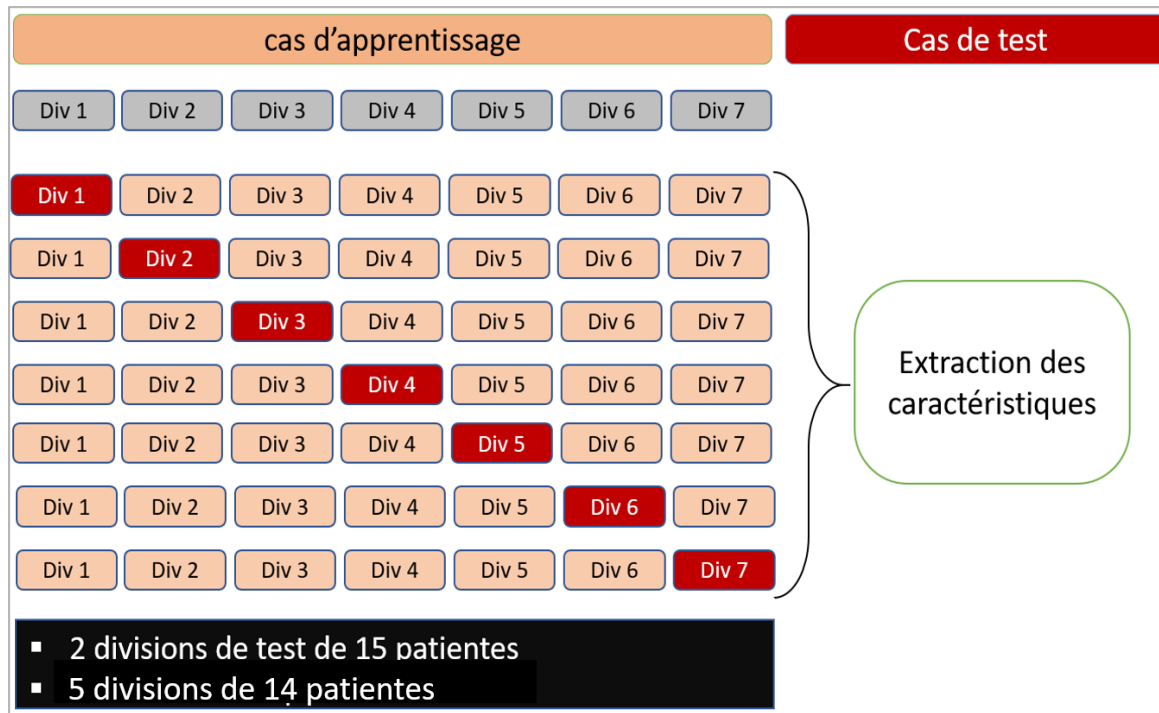 cas d'apprentissage Cas de test
Div 1 Div 2 Div 3 Div 4 Div 5 Div 6 Div 7
Div 1 Div 2 Div 3 Div 4 Div 5 Div 6 Div 7
Div 1 Div 2 Div 3 Div 4 Div 5 Div 6 Div 7
Div 1 Div 2 Div 3 Div 4 Div 5 Div 6 Div 7
Div 1 Div 2 Div 3 Div 4 Div 5 Div 6 Div 7
Div 1 Div 2 Div 3 Div 4 Div 5 Div 6 Div 7
Div 1 Div 2 Div 3 Div 4 Div 5 Div 6 Div 7
Div 1 Div 2 Div 3 Div 4 Div 5 Div 6 Div 7
Extraction des
caractéristiques
▪ 2 divisions de test de 15 patientes
▪ 5 divisions de 14 patientes